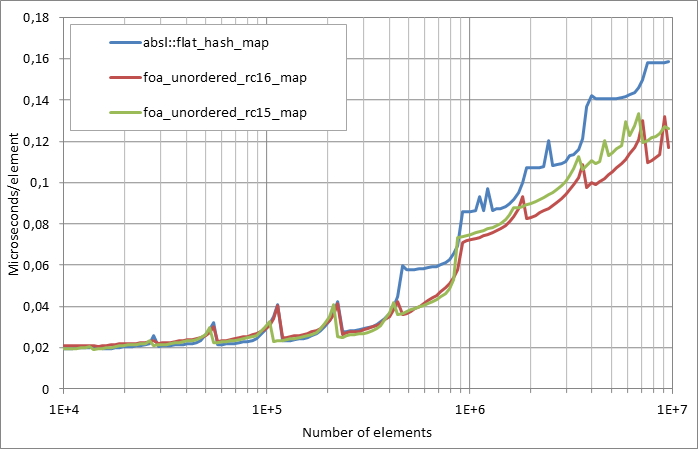 0,18
0,16
0,14
0,12
0,1
0,08
0,06
0,04
0,02
0
Microseconds/element
absl::flat_hash_map
foa_unordered_rc16_map
foa_unordered_rc15_map
1E+4 1E+5 1E+6 1E+7
Number of elements